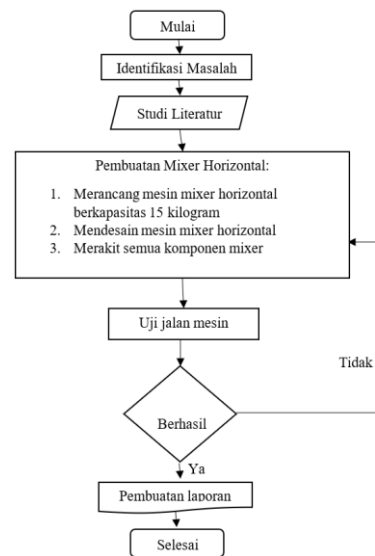 Mulai
Identifikasi Masalah
Studi Literatur
Pembuatan Mixer Horizontal:
1. Merancang mesin mixer horizontal
berkapasitas 15 kilogram
2. Mendesain mesin mixer horizontal
3. Merakit semua komponen mixer
Uji jalan mesin
Tidak
Berhasil
Ya
Pembuatan laporan
Selesai